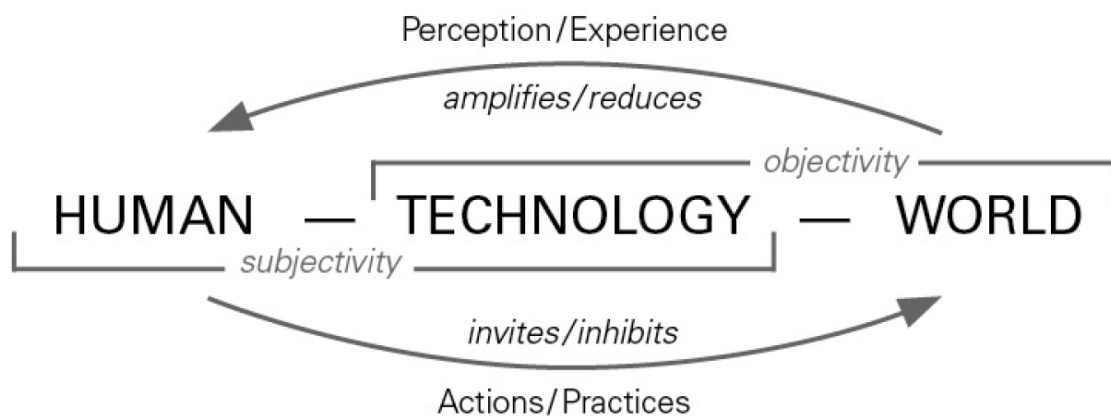 Perception/Experience
amplifies/reduces
objectivity
HUMAN — TECHNOLOGY — WORLD
subjectivity
invites/inhibits
Actions/Practices